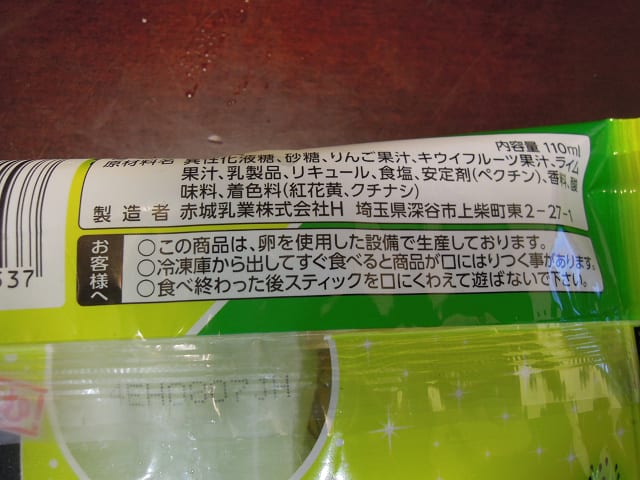 内容量 110ml
原材料名 異性化液糖、砂糖、りんご果汁、キウイフルーツ果汁、ライム
果汁、乳製品、リキュール、食塩、安定剤(ペクチン)、香料、酸
味料、着色料(紅花黄、クチナシ)
製造者 赤城乳業株式会社H 埼玉県深谷市上柴町東2-27-1
お客様へ
○この商品は、卵を使用した設備で生産しております。
○冷凍庫から出してすぐ食べると商品が口にはりつく事があります。
○食べ終わった後スティックを口にくわえて遊ばないで下さい。
537